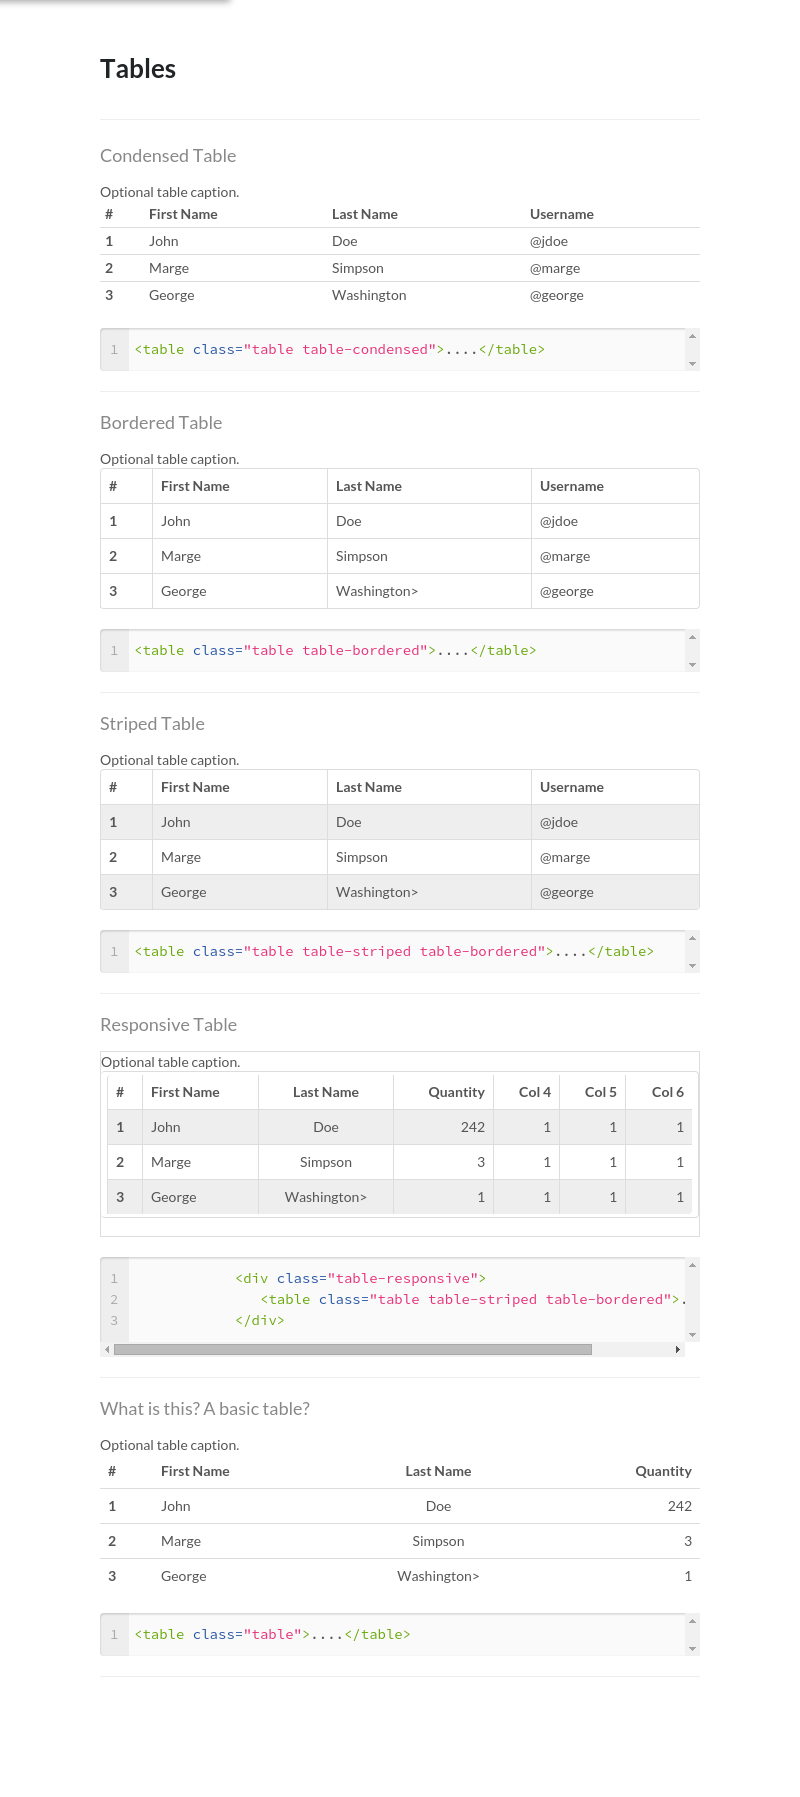 Tables
Condensed Table
Optional table caption.
# First Name Last Name Username
1 John Doe @jdoe
2 Marge Simpson @marge
3 George Washington @george
1 <table class="table table-condensed">....</table>
Bordered Table
Optional table caption.
# First Name Last Name Username
1 John Doe @jdoe
2 Marge Simpson @marge
3 George Washington> @george
1 <table class="table table-bordered">....</table>
Striped Table
Optional table caption.
# First Name Last Name Username
1 John Doe @jdoe
2 Marge Simpson @marge
3 George Washington> @george
1 <table class="table table-striped table-bordered">....</table>
Responsive Table
Optional table caption.
# First Name Last Name Quantity Col 4 Col 5 Col 6
1 John Doe 242 1 1 1
2 Marge Simpson 3 1 1 1
3 George Washington> 1 1 1 1
1 <div class="table-responsive">
2 <table class="table table-striped table-bordered">.
3 </div>
What is this? A basic table?
Optional table caption.
# First Name Last Name Quantity
1 John Doe 242
2 Marge Simpson 3
3 George Washington> 1
1 <table class="table">....</table>